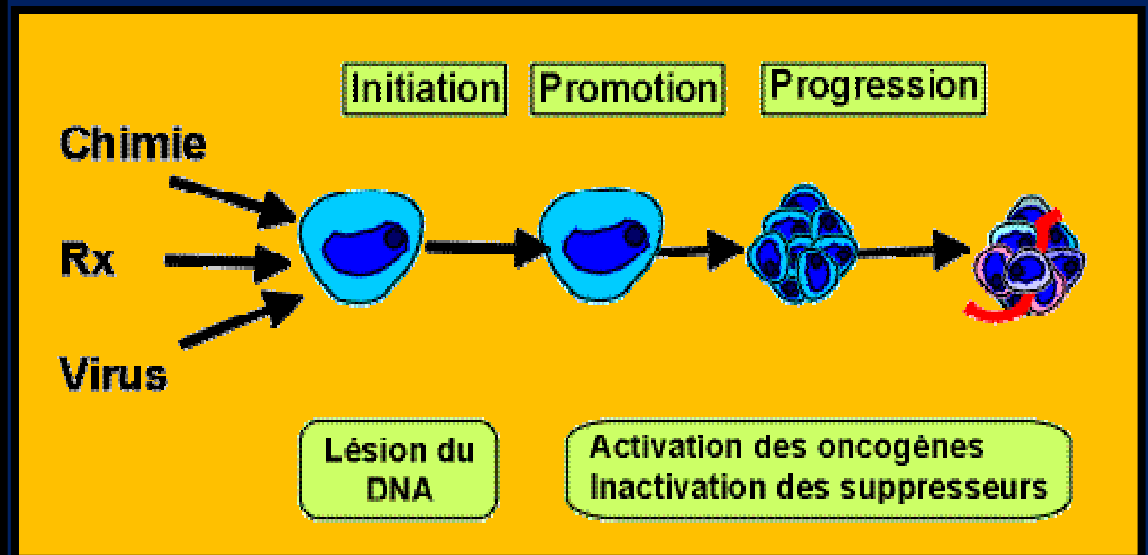 Initiation
Promotion
Progression
Chimie
Rx
Virus
Lésion du
DNA
Activation des oncogènes
Inactivation des suppresseurs